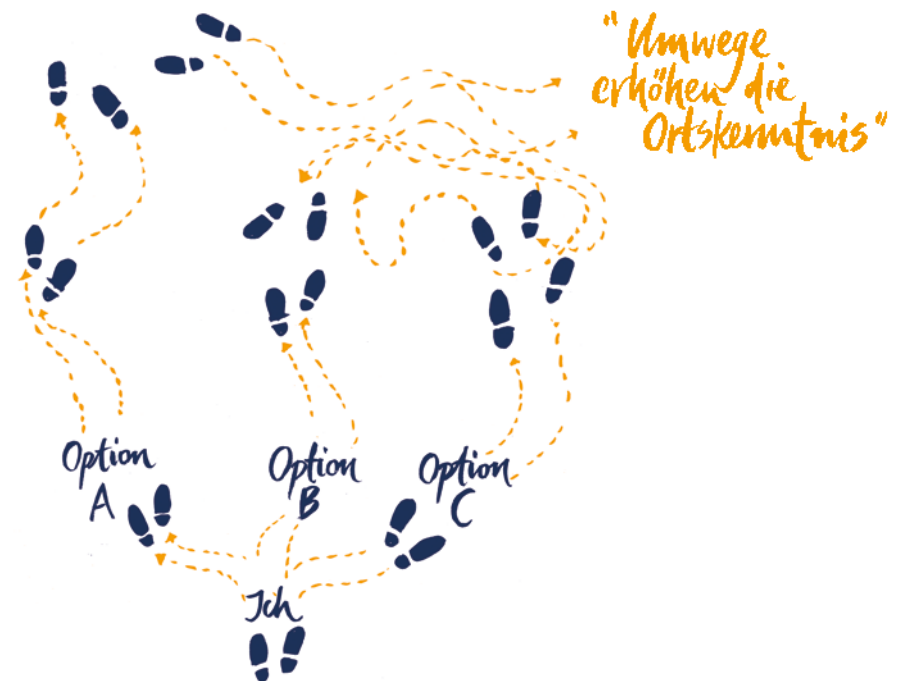 "Umwege
erhöhen die
Ortskenntnis"
Option
A
Option
B
Option
C
Ich